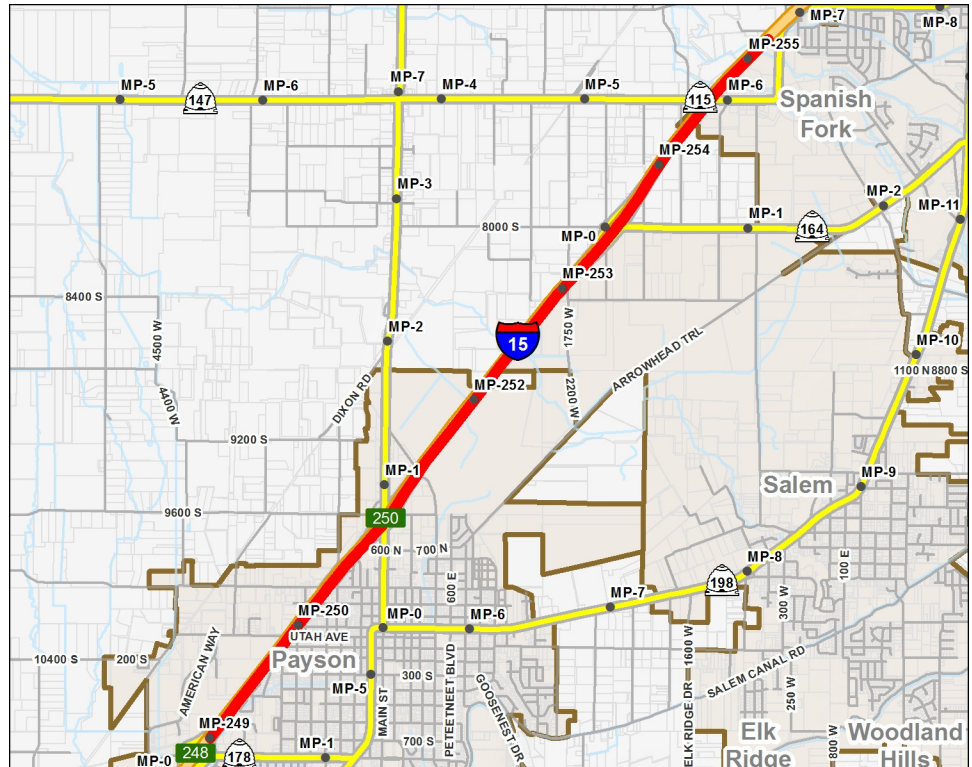 MP-7
MP-8
MP-255
MP-5
147
MP-6
MP-7
MP-4
MP-5
115
MP-6
Spanish
Fork
MP-254
MP-3
MP-2
MP-1
MP-11
8000 S
MP-0
164
MP-253
8400 S
4500 W
MP-2
15
1750 W
ARROWHEAD TRL
MP-10
1100 N
8800 S
DIXON RD
MP-252
2200 W
4400 W
9200 S
MP-1
Salem
MP-9
9600 S
250
600 N
700 N
MP-8
100 E
600 E
198
300 W
MP-250
MP-0
MP-6
MP-7
UTAH AVE
10400 S
200 S
Payson
AMERICAN WAY
MP-5
300 S
MAIN ST
PETEETNEET BLVD
GOOSENEST DR
1600 W
ELK RIDGE DR
SALEM CANAL RD
250 W
MP-249
700 S
Elk
Ridge
800 W
Woodland
Hills
MP-0
248
178
MP-1